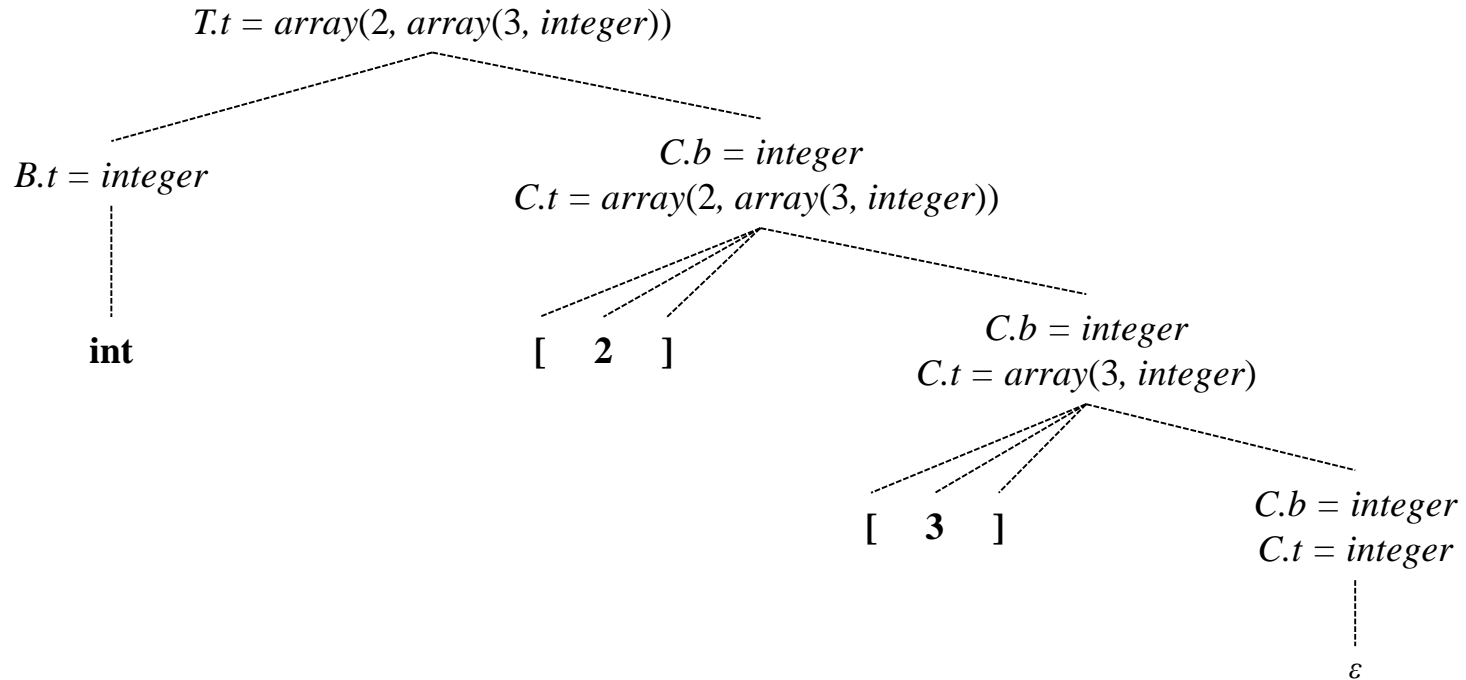 T.t = array(2, array(3, integer))
B.t = integer
C.b = integer
C.t = array(2, array(3, integer))
int
[ 2 ]
C.b = integer
C.t = array(3, integer)
[ 3 ]
C.b = integer
C.t = integer
ε